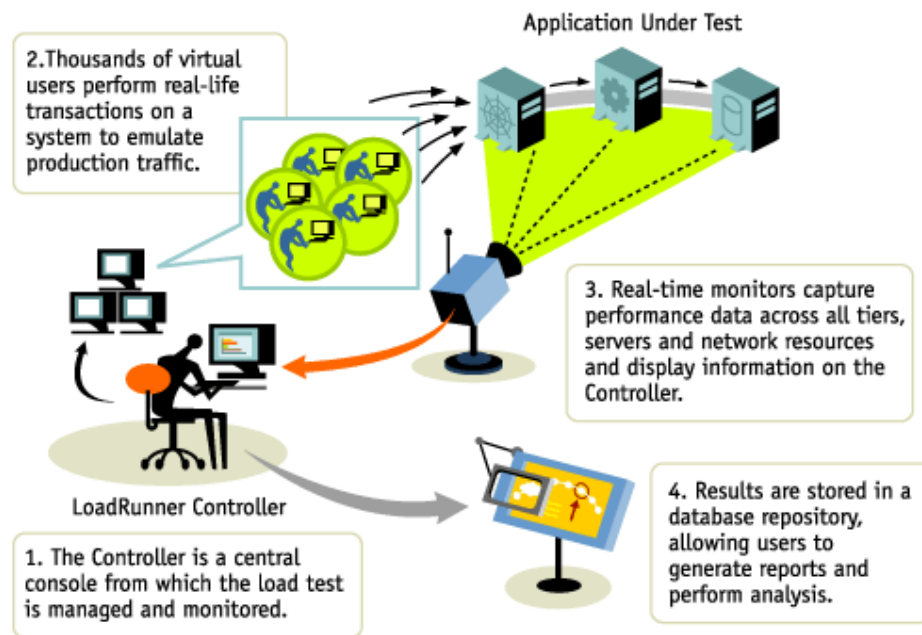 Application Under Test
2.Thousands of virtual
users perform real-life
transactions on a
system to emulate
production traffic.
3. Real-time monitors capture
performance data across all tiers,
servers and network resources
and display information on the
Controller.
LoadRunner Controller
1. The Controller is a central
console from which the load test
is managed and monitored.
4. Results are stored in a
database repository,
allowing users to
generate reports and
perform analysis.